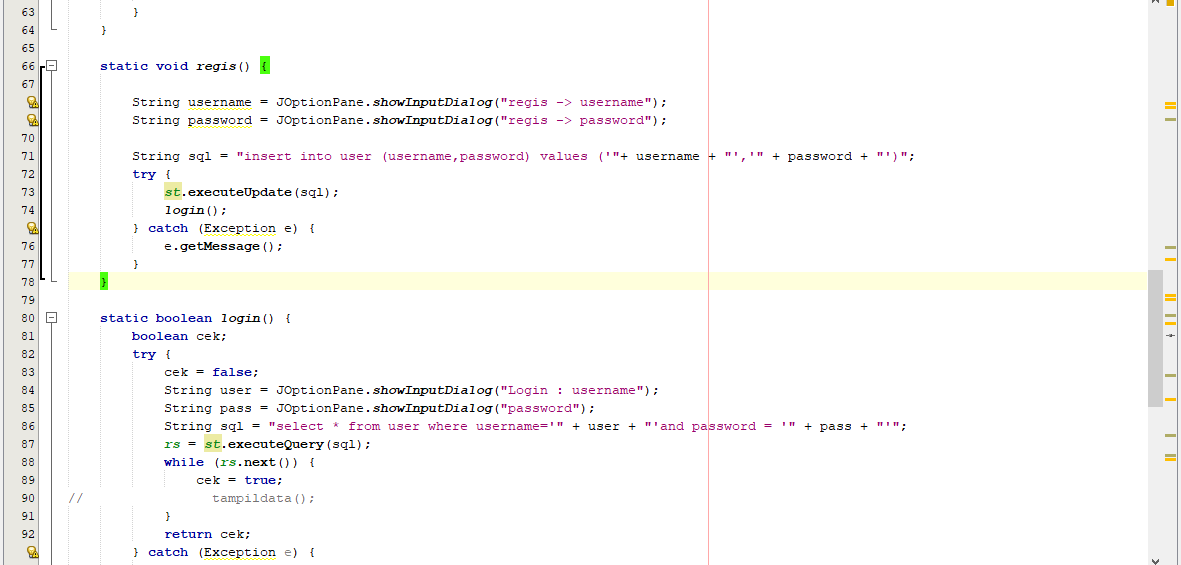 63 }
64 }
65
66 static void regis() {
67
String username = JOptionPane.showInputDialog("regis -> username");
String password = JOptionPane.showInputDialog("regis -> password");
70
71 String sql = "insert into user (username,password) values ('"+ username + "','" + password + "')";
72 try {
73 st.executeUpdate(sql);
74 login();
} catch (Exception e) {
76 e.getMessage();
77 }
78 }
79
80 static boolean login() {
81 boolean cek;
82 try {
83 cek = false;
84 String user = JOptionPane.showInputDialog("Login : username");
85 String pass = JOptionPane.showInputDialog("password");
86 String sql = "select * from user where username='" + user + "'and password = '" + pass + "'";
87 rs = st.executeQuery(sql);
88 while (rs.next()) {
89 cek = true;
90 // tampildata();
91 }
92 return cek;
} catch (Exception e) {